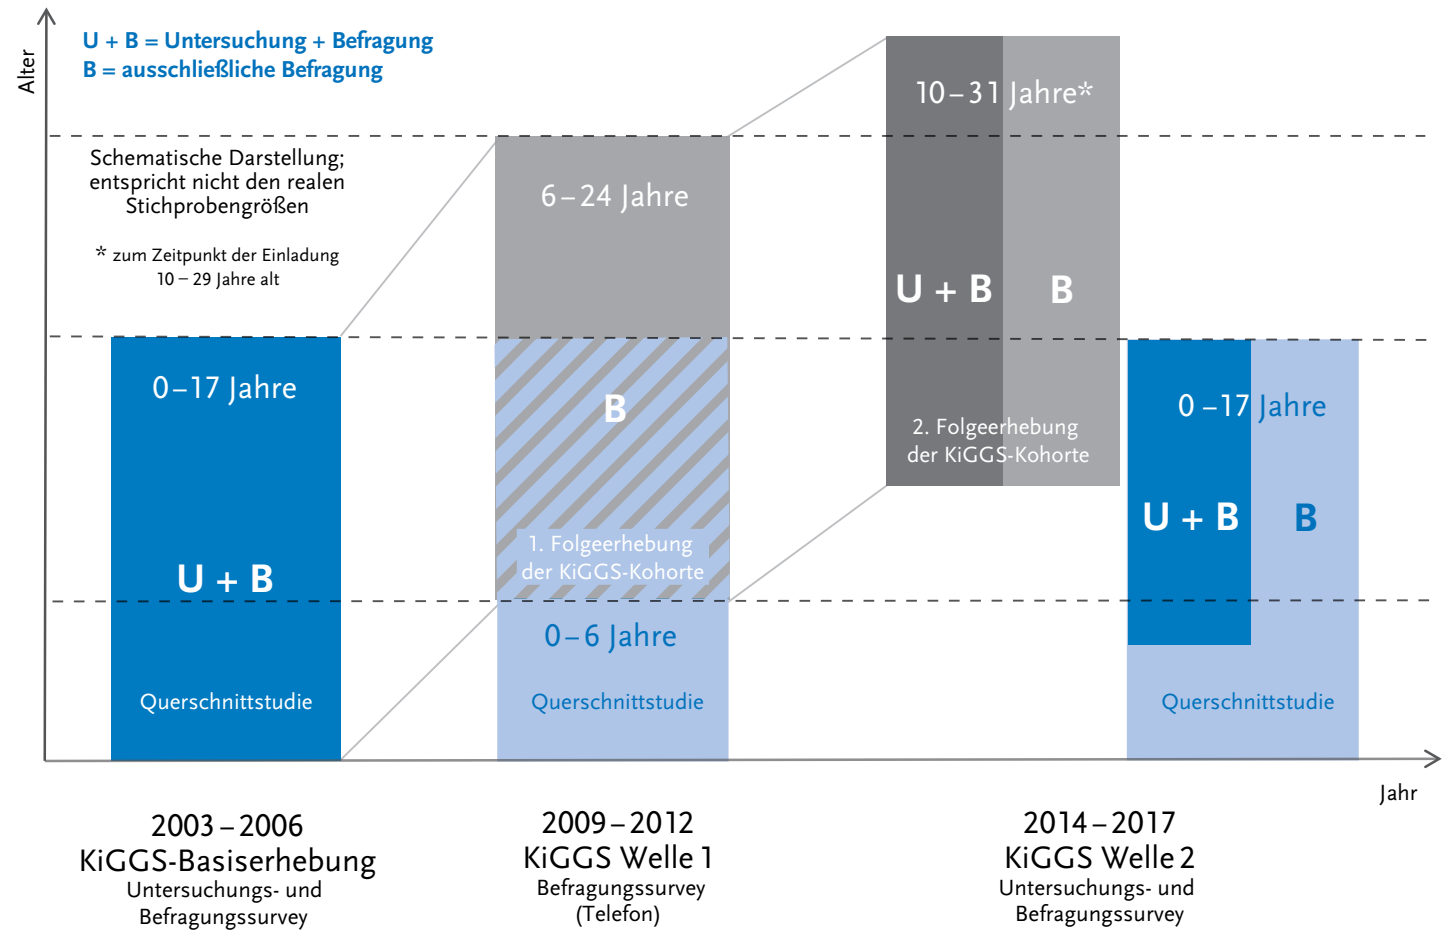 Alter
U + B = Untersuchung + Befragung
B = ausschließliche Befragung
Schematische Darstellung;
entspricht nicht den realen
Stichprobengrößen
* zum Zeitpunkt der Einladung
10 – 29 Jahre alt
0–17 Jahre
U + B
Querschnittstudie
6–24 Jahre
B
1. Folgeerhebung
der KiGGS-Kohorte
0–6 Jahre
Querschnittstudie
10–31 Jahre*
U + B
B
2. Folgeerhebung
der KiGGS-Kohorte
0 –17 Jahre
U + B
B
Querschnittstudie
Jahr
2003–2006
KiGGS-Basiserhebung
Untersuchungs- und
Befragungssurvey
2009–2012
KiGGS Welle 1
Befragungssurvey
(Telefon)
2014–2017
KiGGS Welle 2
Untersuchungs- und
Befragungssurvey